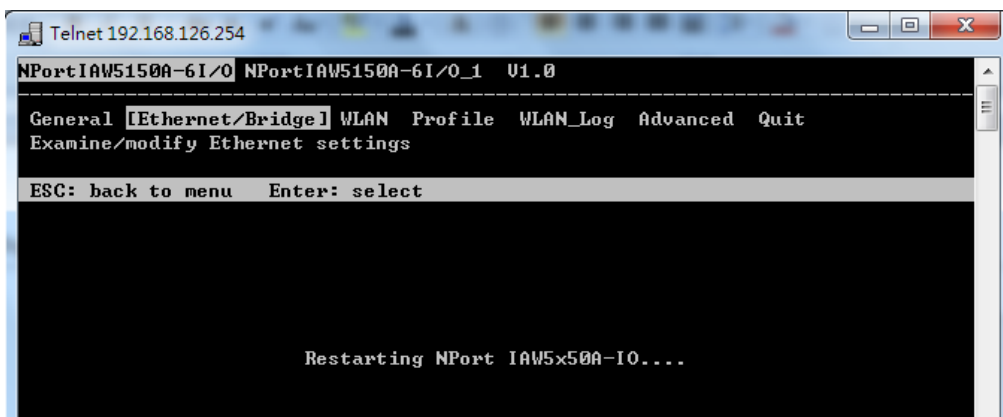 Telnet 192.168.126.254
NPortIAW5150A-6I/O NPortIAW5150A-6I/O_1 V1.0
General [Ethernet/Bridge] WLAN Profile WLAN_Log Advanced Quit
Examine/modify Ethernet settings
ESC: back to menu Enter: select
Restarting NPort IAW5x50A-IO....